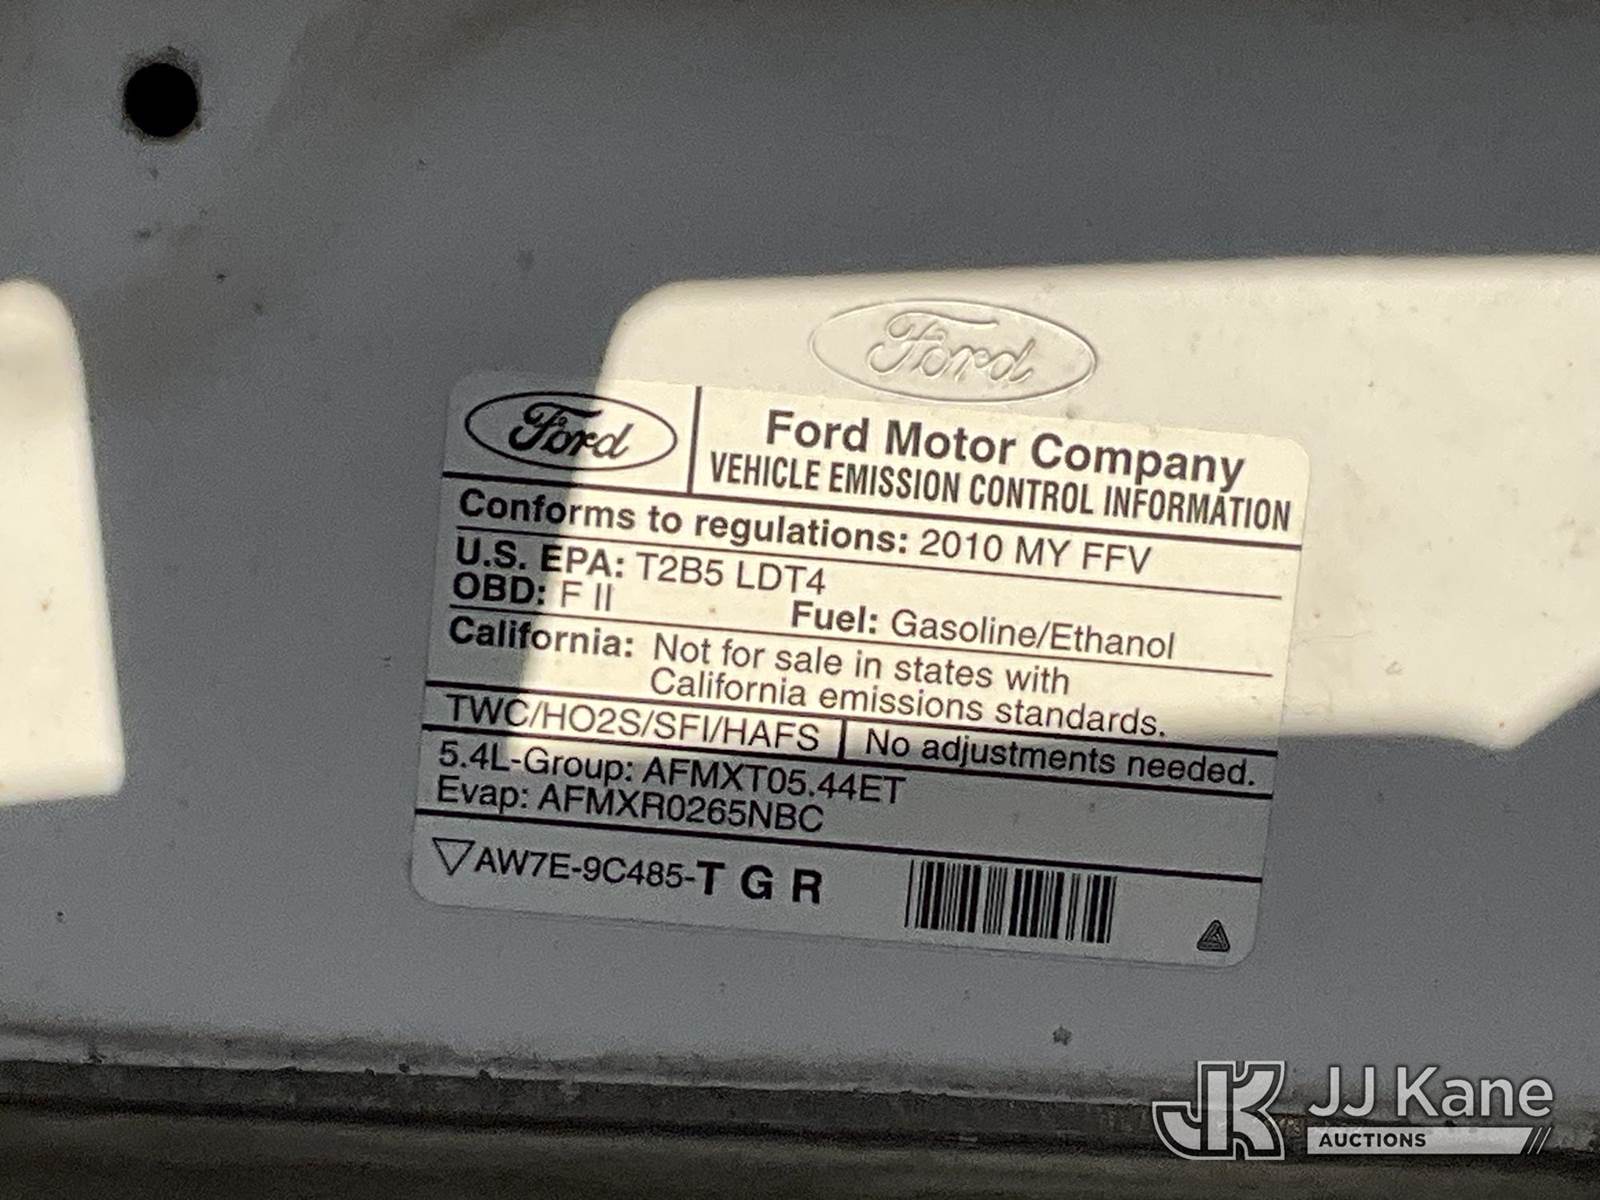 Ford
Ford
Ford Motor Company
VEHICLE EMISSION CONTROL INFORMATION
Conforms to regulations: 2010 MY FFV
U.S. EPA: T2B5 LDT4
OBD: F II Fuel: Gasoline/Ethanol
California: Not for sale in states with
California emissions standards.
TWC/HO2S/SFI/HAFS No adjustments needed.
5.4L-Group: AFMXT05.44ET
Evap: AFMXR0265NBC
AW7E-9C485-T G R
JK JJ Kane
AUCTIONS